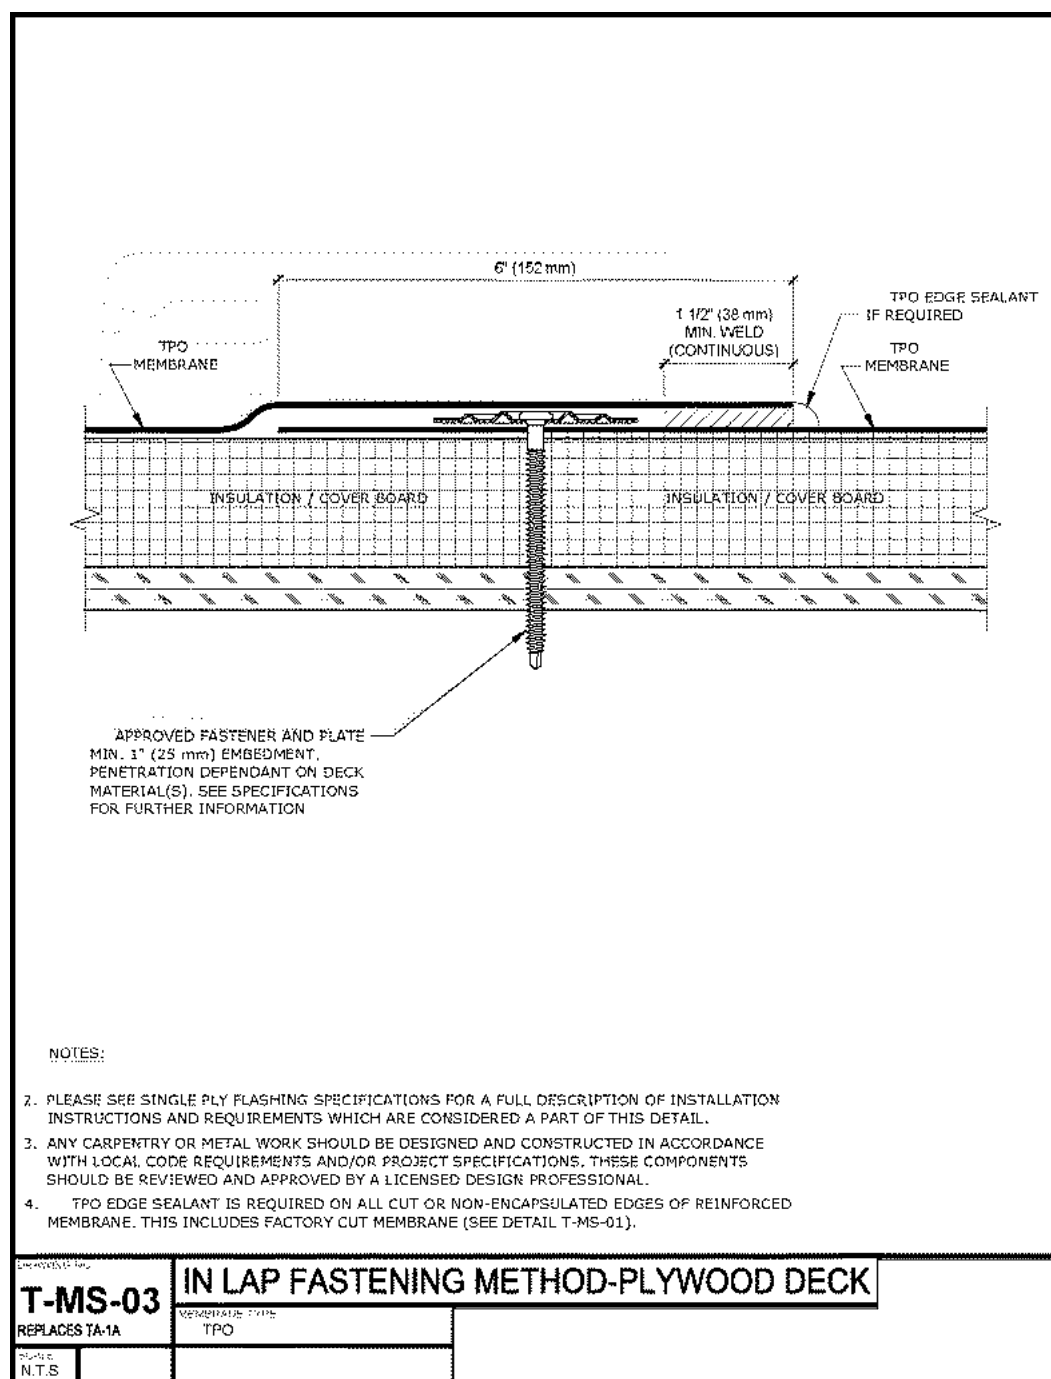 6" (152 mm)
TPO EDGE SEALANT
IF REQUIRED
1 1/2" (38 mm)
MIN. WELD
(CONTINUOUS)
TPO
MEMBRANE
TPO
MEMBRANE
INSULATION / COVER BOARD
INSULATION / COVER BOARD
APPROVED FASTENER AND PLATE
MIN. 1" (25 mm) EMBEDMENT,
PENETRATION DEPENDANT ON DECK
MATERIAL(S). SEE SPECIFICATIONS
FOR FURTHER INFORMATION
NOTES:
2. PLEASE SEE SINGLE PLY FLASHING SPECIFICATIONS FOR A FULL DESCRIPTION OF INSTALLATION
INSTRUCTIONS AND REQUIREMENTS WHICH ARE CONSIDERED A PART OF THIS DETAIL.
3. ANY CARPENTRY OR METAL WORK SHOULD BE DESIGNED AND CONSTRUCTED IN ACCORDANCE
WITH LOCAL CODE REQUIREMENTS AND/OR PROJECT SPECIFICATIONS. THESE COMPONENTS
SHOULD BE REVIEWED AND APPROVED BY A LICENSED DESIGN PROFESSIONAL.
4. TPO EDGE SEALANT IS REQUIRED ON ALL CUT OR NON-ENCAPSULATED EDGES OF REINFORCED
MEMBRANE. THIS INCLUDES FACTORY CUT MEMBRANE (SEE DETAIL T-MS-01).
DRAWING NO.
T-MS-03
REPLACES TA-1A
IN LAP FASTENING METHOD-PLYWOOD DECK
MEMBRANE TYPE
TPO
SCALE
N.T.S